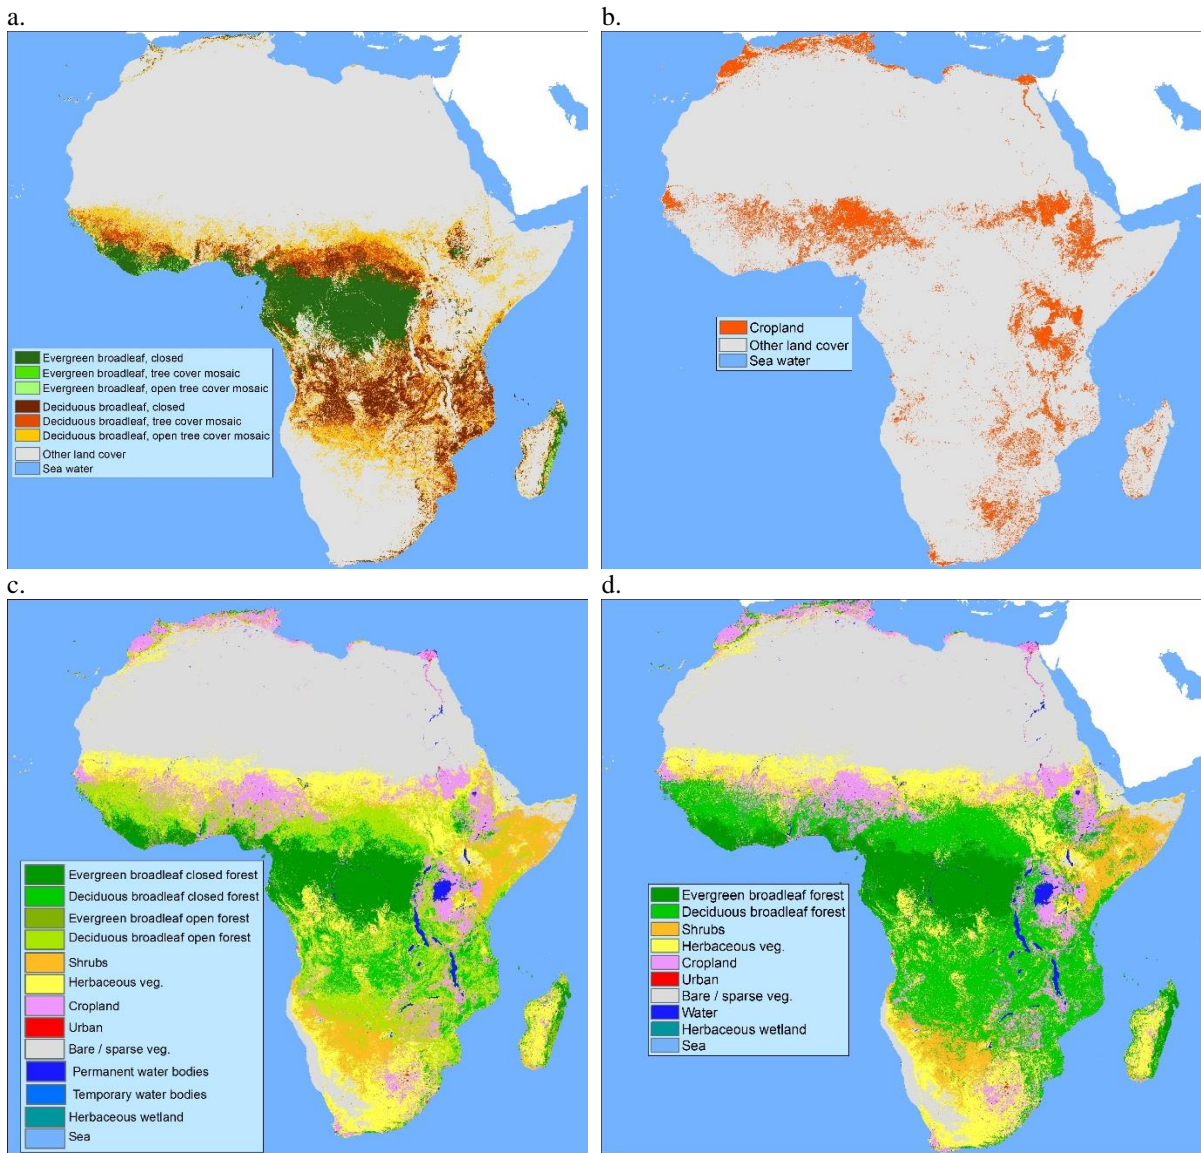 a.
Evergreen broadleaf, closed
Evergreen broadleaf, tree cover mosaic
Evergreen broadleaf, open tree cover mosaic
Deciduous broadleaf, closed
Deciduous broadleaf, tree cover mosaic
Deciduous broadleaf, open tree cover mosaic
Other land cover
Sea water
b.
Cropland
Other land cover
Sea water
c.
Evergreen broadleaf closed forest
Deciduous broadleaf closed forest
Evergreen broadleaf open forest
Deciduous broadleaf open forest
Shrubs
Herbaceous veg.
Cropland
Urban
Bare / sparse veg.
Permanent water bodies
Temporary water bodies
Herbaceous wetland
Sea
d.
Evergreen broadleaf forest
Deciduous broadleaf forest
Shrubs
Herbaceous veg.
Cropland
Urban
Bare / sparse veg.
Water
Herbaceous wetland
Sea